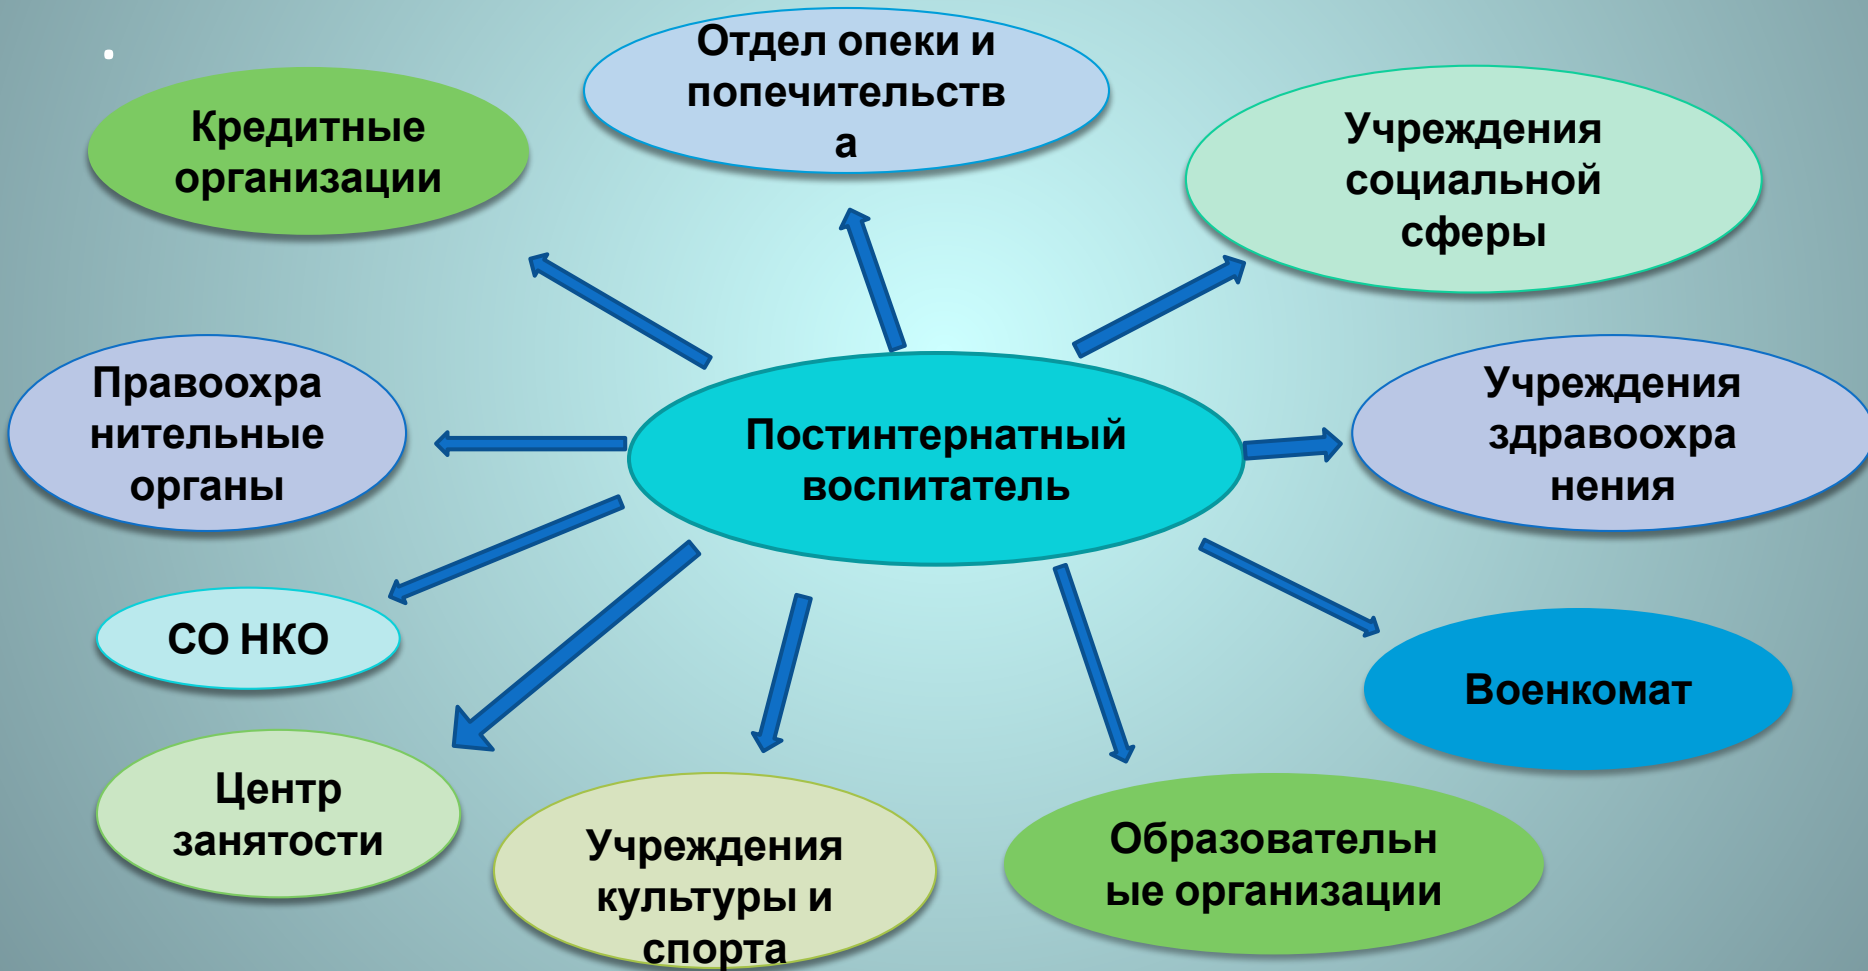 .
Отдел опеки и
попечительств
а
Кредитные
организации
Учреждения
социальной
сферы
Правоохра
нительные
органы
Постинтернатный
воспитатель
Учреждения
здравоохра
нения
СО НКО
Военкомат
Центр
занятости
Учреждения
культуры и
спорта
Образовательн
ые организации